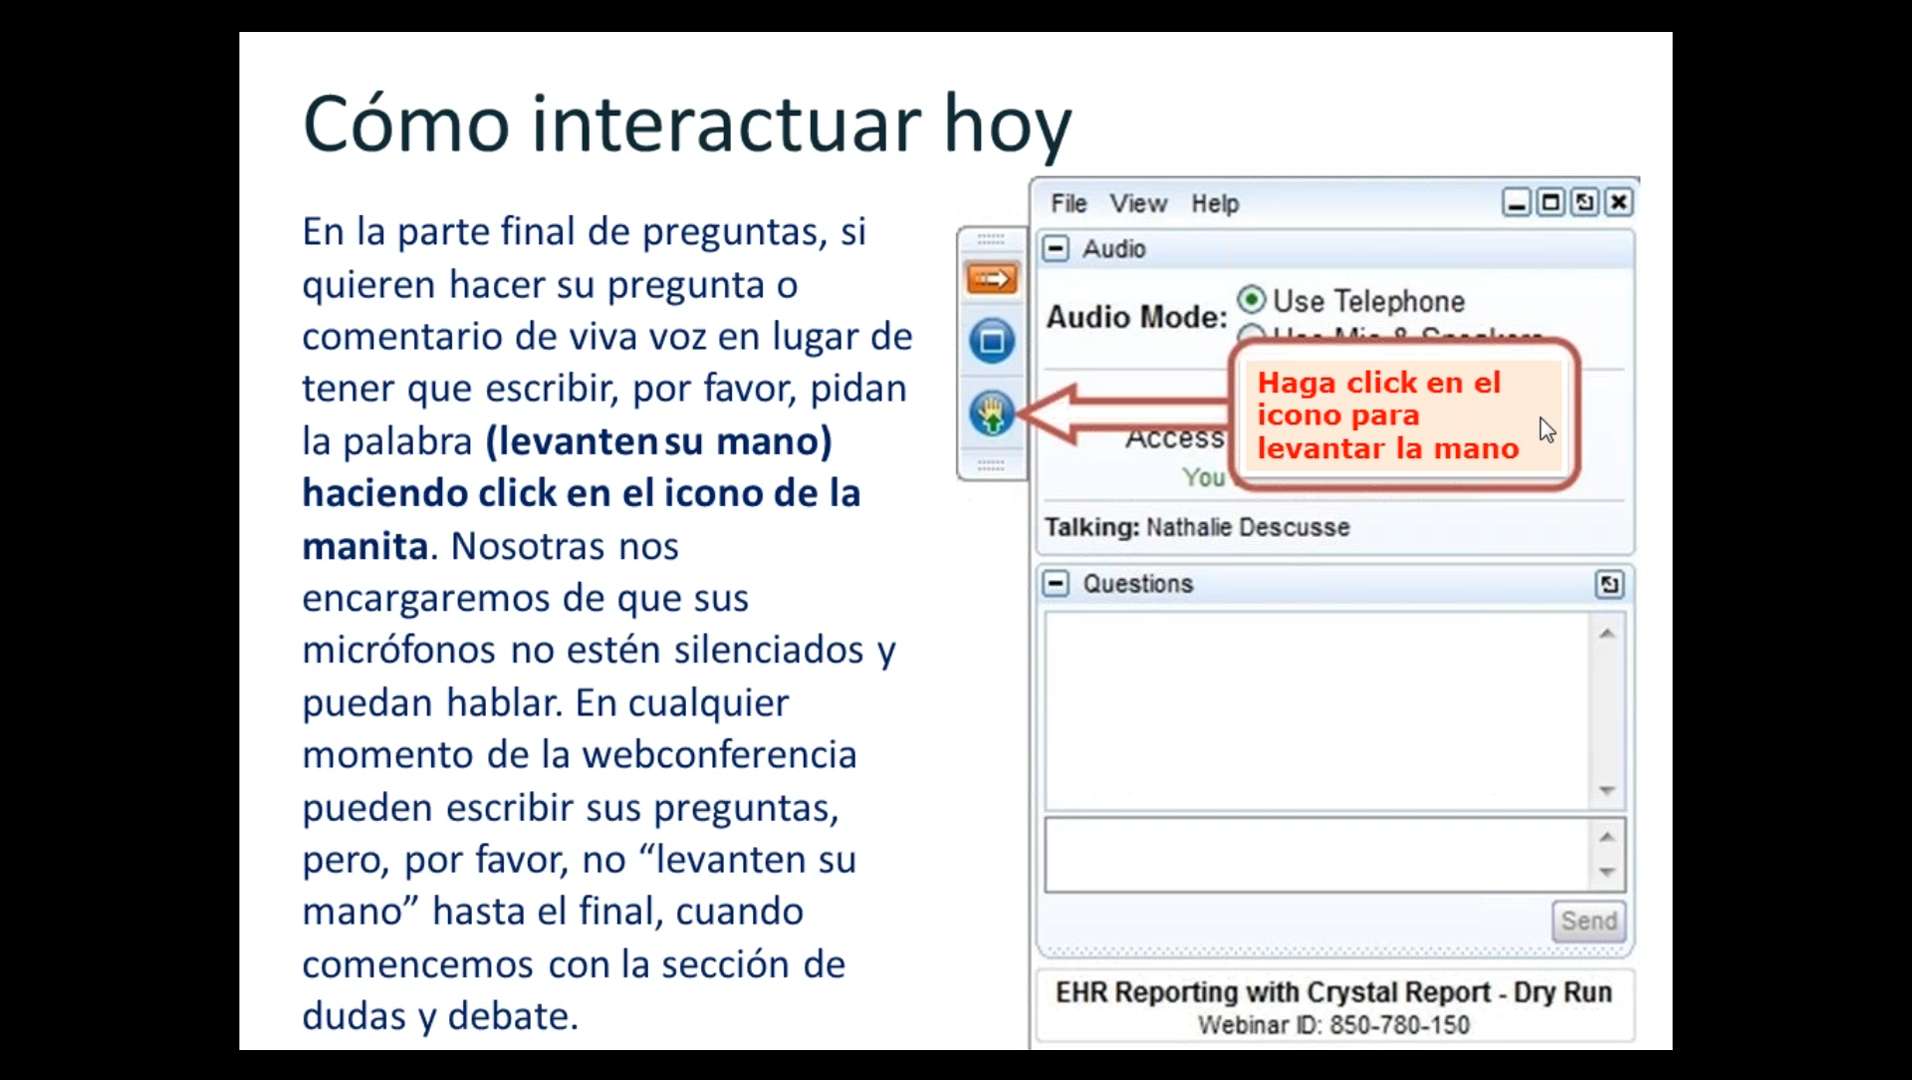 Cómo interactuar hoy
En la parte final de preguntas, si
quieren hacer su pregunta o
comentario de viva voz en lugar de
tener que escribir, por favor, pidan
la palabra (levanten su mano)
haciendo click en el icono de la
manita. Nosotras nos
encargaremos de que sus
micrófonos no estén silenciados y
puedan hablar. En cualquier
momento de la webconferencia
pueden escribir sus preguntas,
pero, por favor, no “levanten su
mano” hasta el final, cuando
comencemos con la sección de
dudas y debate.
File View Help
Audio
Audio Mode: Use Telephone
Use Mic & Speakers
Haga click en el
icono para
levantar la mano
Access
You
Talking: Nathalie Descusse
Questions
Send
EHR Reporting with Crystal Report - Dry Run
Webinar ID: 850-780-150